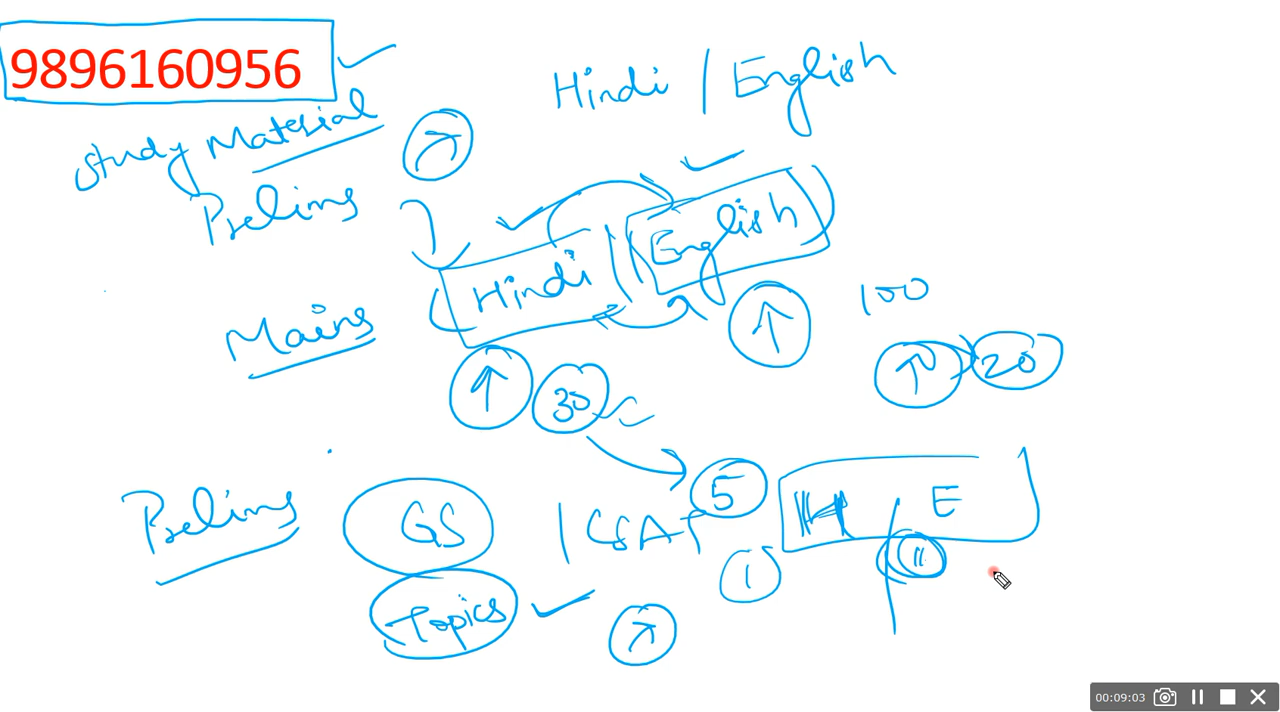 9896160956
Hindi / English
Study Material
Prelims
Hindi English
Mains
100
20
30
Prelims GS / CSAT 5 H E
1 11
Topics
00:09:03